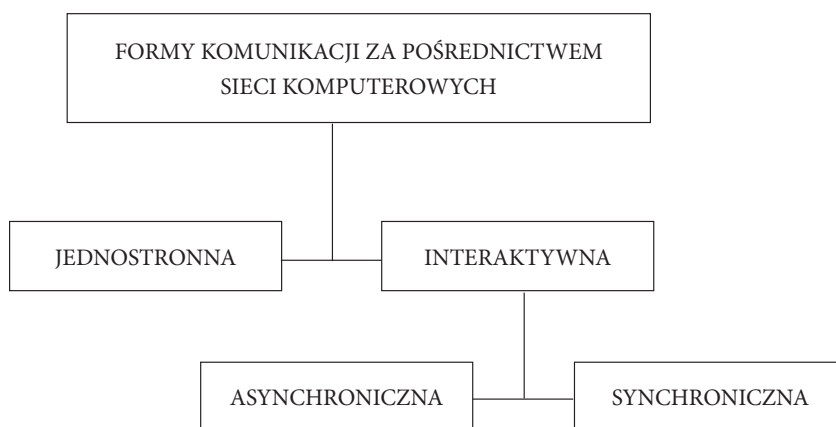 FORMY KOMUNIKACJI ZA POŚREDNICTWEM
SIECI KOMPUTEROWYCH
JEDNOSTRONNA
INTERAKTYWNA
ASYNCHRONICZNA
SYNCHRONICZNA